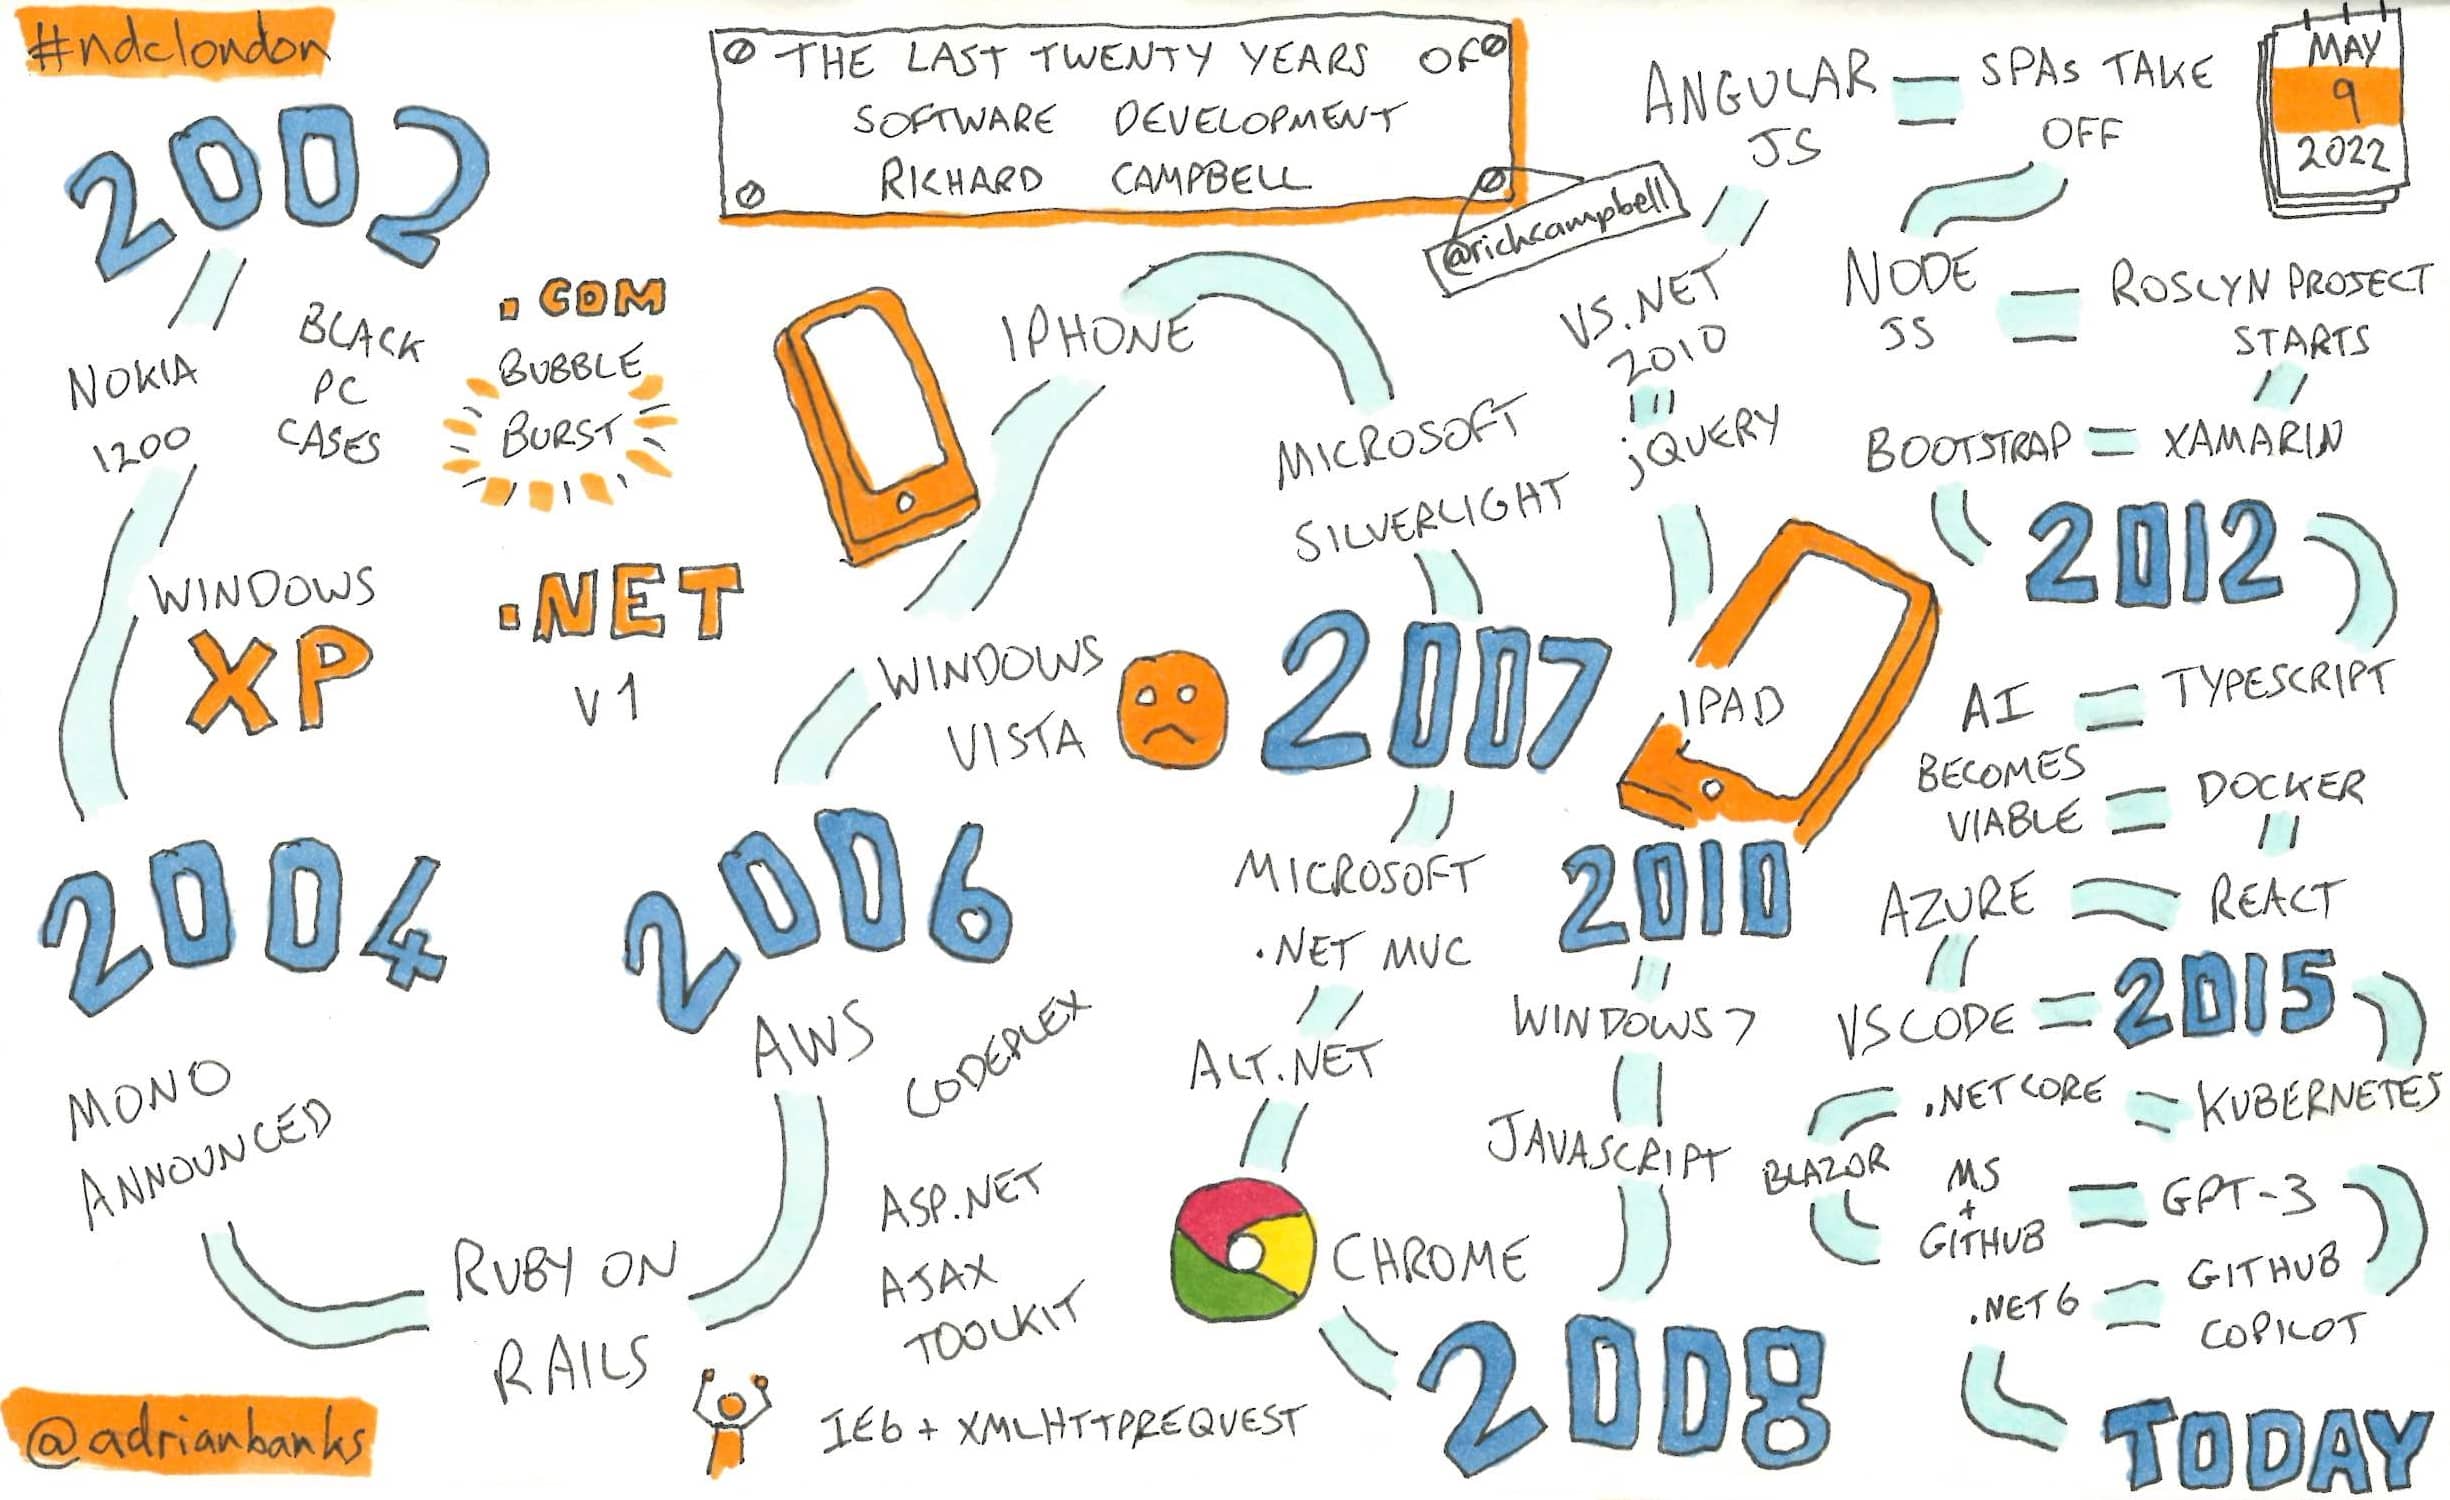 #ndclondon
THE LAST TWENTY YEARS OF
SOFTWARE DEVELOPMENT
RICHARD CAMPBELL
@richcampbell
MAY
9
2022
2002
NOKIA
1200
BLACK
PC
CASES
.COM
BUBBLE
BURST
WINDOWS
XP
.NET
V1
2004
MONO
ANNOUNCED
RUBY ON
RAILS
AWS
2006
CODEPLEX
ASP.NET
AJAX
TOOLKIT
IE6 + XMLHTTPREQUEST
WINDOWS
VISTA
IPHONE
MICROSOFT
SILVERLIGHT
2007
MICROSOFT
.NET MVC
ALT.NET
CHROME
2008
JAVASCRIPT
WINDOWS 7
2010
IPAD
jQUERY
VS.NET
2010
ANGULAR
JS
SPAs TAKE
OFF
NODE
JS
ROSLYN PROJECT
STARTS
XAMARIN
BOOTSTRAP
2012
TYPESCRIPT
AI
BECOMES
VIABLE
DOCKER
REACT
AZURE
VSCODE
2015
KUBERNETES
.NET CORE
BLAZOR
MS
+
GITHUB
GPT-3
GITHUB
COPILOT
.NET 6
TODAY
@adrianbanks